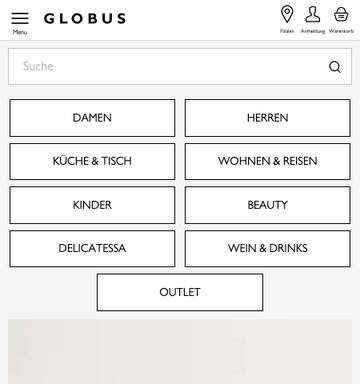 GLOBUS
Menu
Filialen
Anmeldung
Warenkorb
Suche
DAMEN
HERREN
KÜCHE & TISCH
WOHNEN & REISEN
KINDER
BEAUTY
DELICATESSA
WEIN & DRINKS
OUTLET